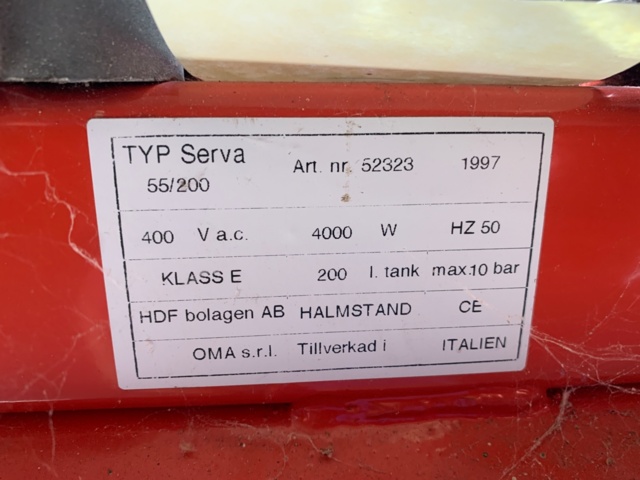 TYP Serva Art. nr. 52323 1997
55/200
400 V a.c. 4000 W HZ 50
KLASS E 200 l. tank max.10 bar
HDF bolagen AB HALMSTAND CE
OMA s.r.l. Tillverkad i ITALIEN